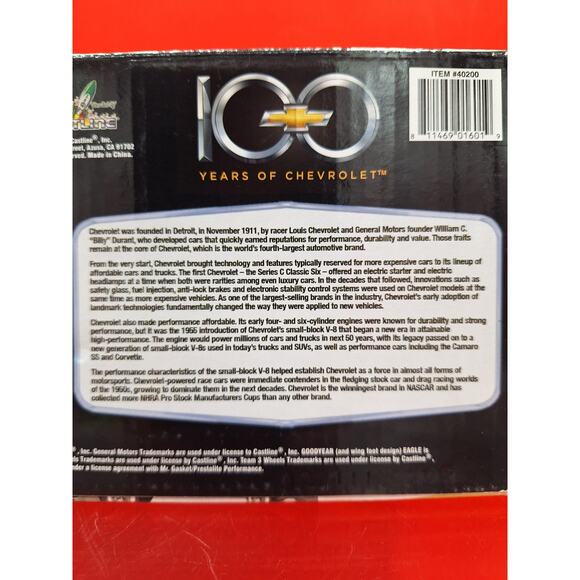 ITEM #40200
100
8 11469 01601 9
Castline®, Inc.
reet, Azusa, CA 91702
rved. Made in China.
YEARS OF CHEVROLET™
Chevrolet was founded in Detroit, in November 1911, by racer Louis Chevrolet and General Motors founder William C.
"Billy" Durant, who developed cars that quickly earned reputations for performance, durability and value. Those traits
remain at the core of Chevrolet, which is the world's fourth-largest automotive brand.
From the very start, Chevrolet brought technology and features typically reserved for more expensive cars to its lineup of
affordable cars and trucks. The first Chevrolet – the Series C Classic Six – offered an electric starter and electric
headlamps at a time when both were rarities among even luxury cars. In the decades that followed, innovations such as
safety glass, fuel injection, anti-lock brakes and electronic stability control systems were used on Chevrolet models at the
same time as more expensive vehicles. As one of the largest-selling brands in the industry, Chevrolet's early adoption of
landmark technologies fundamentally changed the way they were applied to new vehicles.
Chevrolet also made performance affordable. Its early four- and six-cylinder engines were known for durability and strong
performance, but it was the 1955 introduction of Chevrolet's small-block V-8 that began a new era in attainable
high-performance. The engine would power millions of cars and trucks in next 50 years, with its legacy passed on to a
new generation of small-block V-8s used in today's trucks and SUVs, as well as performance cars including the Camaro
SS and Corvette.
The performance characteristics of the small-block V-8 helped establish Chevrolet as a force in almost all forms of
motorsports. Chevrolet-powered race cars were immediate contenders in the fledging stock car and drag racing worlds
of the 1950s, growing to dominate them in the next decades. Chevrolet is the winningest brand in NASCAR and has
collected more NHRA Pro Stock Manufacturers Cups than any other brand.
®, Inc. General Motors Trademarks are used under license to Castline®, Inc. GOODYEAR (and wing foot design) EAGLE is
ls Trademarks are used under license by Castline®, Inc. Team 3 Wheels Trademarks are used under license by Castline®,
nder a license agreement with Mr. Gasket/Prestolite Performance.